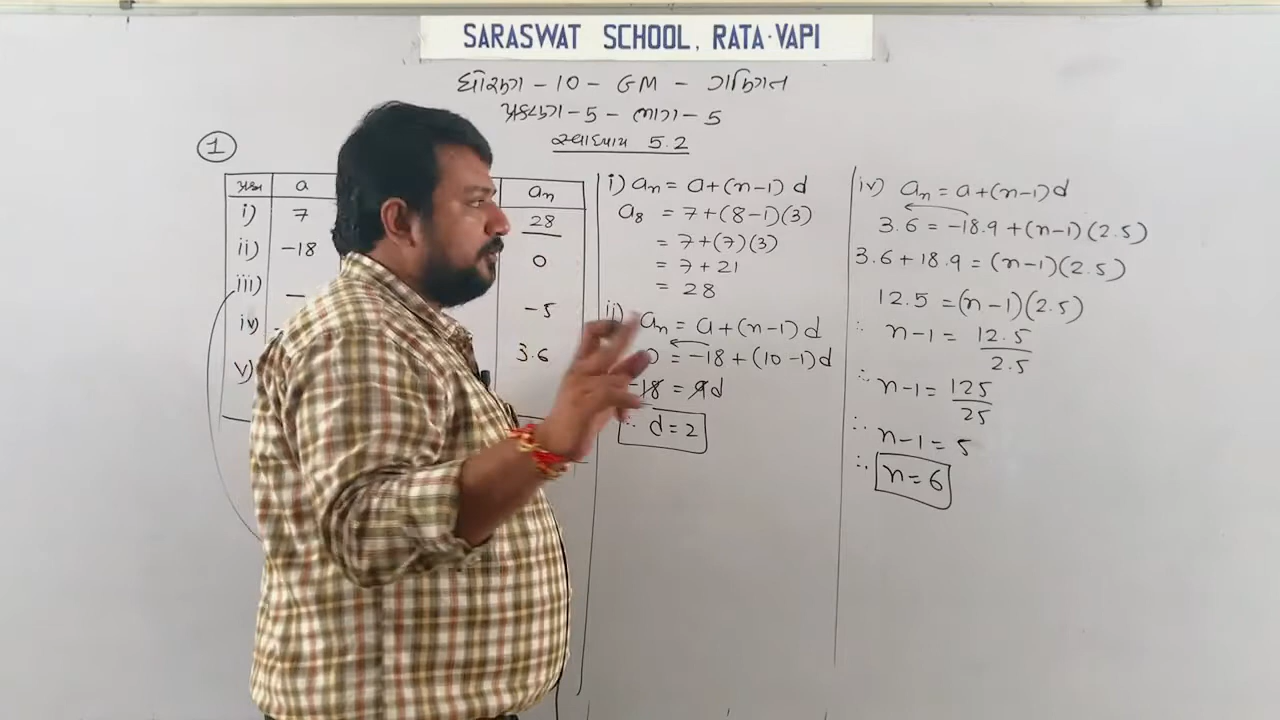 SARASWAT SCHOOL, RATA-VAPI
ધોરણ - 10 - GM - ગણિત
પ્રકરણ - 5 - ભાગ - 5
સ્વાધ્યાય 5.2
1
પ્રશ્ન a an
i) 7 28
ii) -18 0
iii) — -5
iv) 3.6
v)
i) an = a+(n-1) d
a8 = 7+(8-1)(3)
= 7+(7)(3)
= 7+21
= 28
ii) an = a+(n-1)d
0 = -18+(10-1)d
18 = 9d
∴ d=2
iv) an = a+(n-1)d
3.6 = -18.9+(n-1)(2.5)
3.6+18.9=(n-1)(2.5)
12.5=(n-1)(2.5)
∴ n-1= 12.5/2.5
∴ n-1= 125/25
∴ n-1= 5
∴ n=6